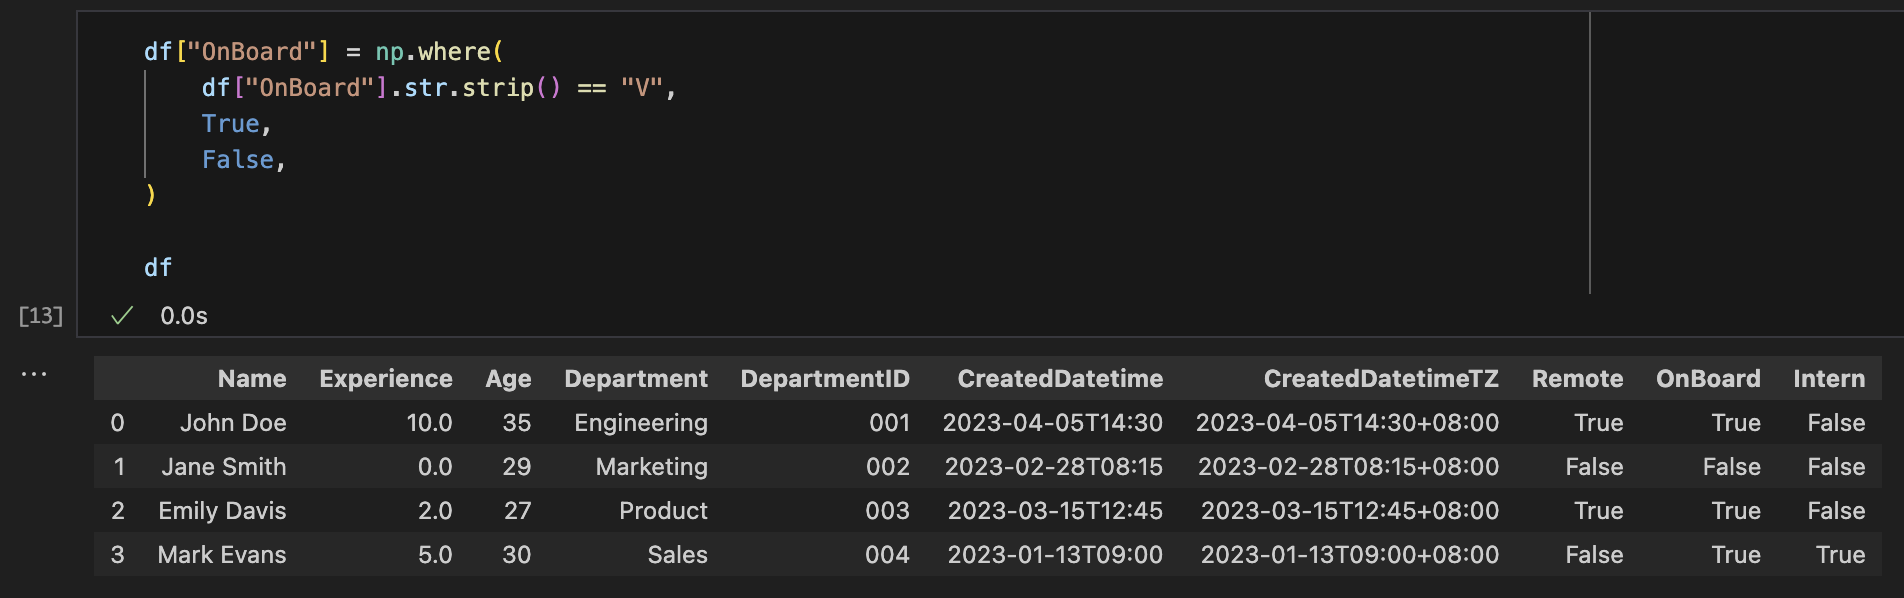 df["OnBoard"] = np.where(
    df["OnBoard"].str.strip() == "V",
    True,
    False,
)
df
[13] ✓ 0.0s
...
Name Experience Age Department DepartmentID CreatedDatetime CreatedDatetimeTZ Remote OnBoard Intern
0 John Doe 10.0 35 Engineering 001 2023-04-05T14:30 2023-04-05T14:30+08:00 True True False
1 Jane Smith 0.0 29 Marketing 002 2023-02-28T08:15 2023-02-28T08:15+08:00 False False False
2 Emily Davis 2.0 27 Product 003 2023-03-15T12:45 2023-03-15T12:45+08:00 True True False
3 Mark Evans 5.0 30 Sales 004 2023-01-13T09:00 2023-01-13T09:00+08:00 False True True